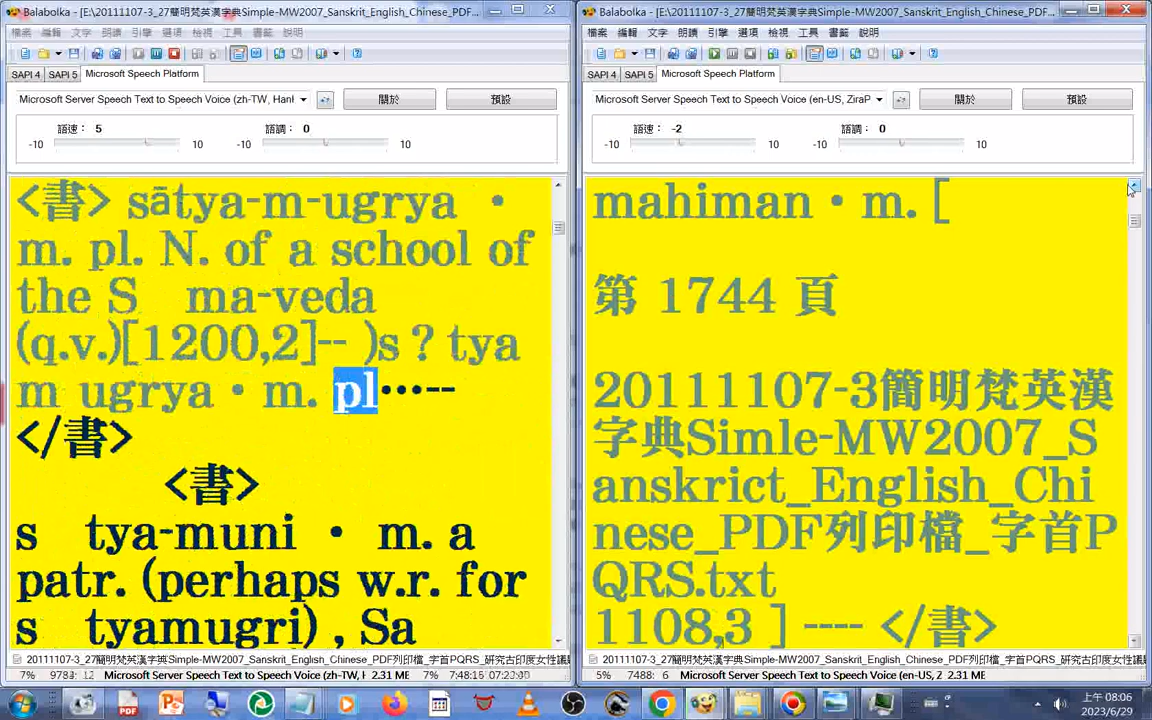 Balabolka - [E:\20111107-3_27簡明梵英漢字典Simple-MW2007_Sanskrit_English_Chinese_PDF...
檔案 編輯 文字 朗讀 引擎 選項 檢視 工具 書籤 說明
SAPI 4 SAPI 5 Microsoft Speech Platform
Microsoft Server Speech Text to Speech Voice (zh-TW, Hanl 關於 預設
語速： 5 語調： 0
-10 10 -10 10
<書> sātya-m-ugrya •
m. pl. N. of a school of
the S ma-veda
(q.v.)[1200,2]-- )s ? tya
m ugrya • m. pl•••--
</書>
<書>
s tya-muni • m. a
patr. (perhaps w.r. for
s tyamugri) , Sa
20111107-3_27簡明梵英漢字典Simple-MW2007_Sanskrit_English_Chinese_PDF列印檔_字首PQRS_研究古印度女性議
7% 9783: 12 Microsoft Server Speech Text to Speech Voice (zh-TW, H 2.31 MB 7% 7:48:15
Balabolka - [E:\20111107-3_27簡明梵英漢字典Simple-MW2007_Sanskrit_English_Chinese_PDF...
檔案 編輯 文字 朗讀 引擎 選項 檢視 工具 書籤 說明
SAPI 4 SAPI 5 Microsoft Speech Platform
Microsoft Server Speech Text to Speech Voice (en-US, ZiraP 關於 預設
語速： -2 語調： 0
-10 10 -10 10
mahiman • m. [
第 1744 頁
20111107-3簡明梵英漢
字典Simle-MW2007_S
anskrict_English_Chi
nese_PDF列印檔_字首P
QRS.txt
1108,3 ] ---- </書>
20111107-3_27簡明梵英漢字典Simple-MW2007_Sanskrit_English_Chinese_PDF列印檔_字首PQRS_研究古印度女性議
5% 7488: 6 Microsoft Server Speech Text to Speech Voice (en-US, Z 2.31 MB
上午 08:06
2023/6/29